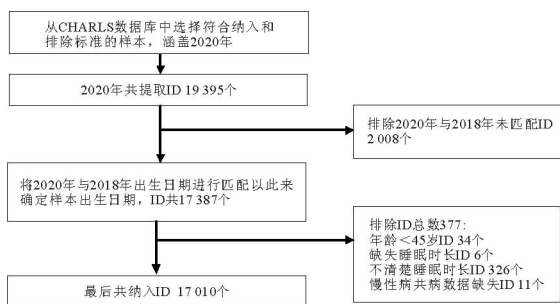 从CHARLS数据库中选择符合纳入和
排除标准的样本，涵盖2020年
2020年共提取ID 19 395个
排除2020年与2018年未匹配ID
2 008个
将2020年与2018年出生日期进行匹配以此来
确定样本出生日期，ID共17 387个
排除ID总数377:
年龄＜45岁ID 34个
缺失睡眠时长ID 6个
不清楚睡眠时长ID 326个
慢性病共病数据缺失ID 11个
最后共纳入ID 17 010个